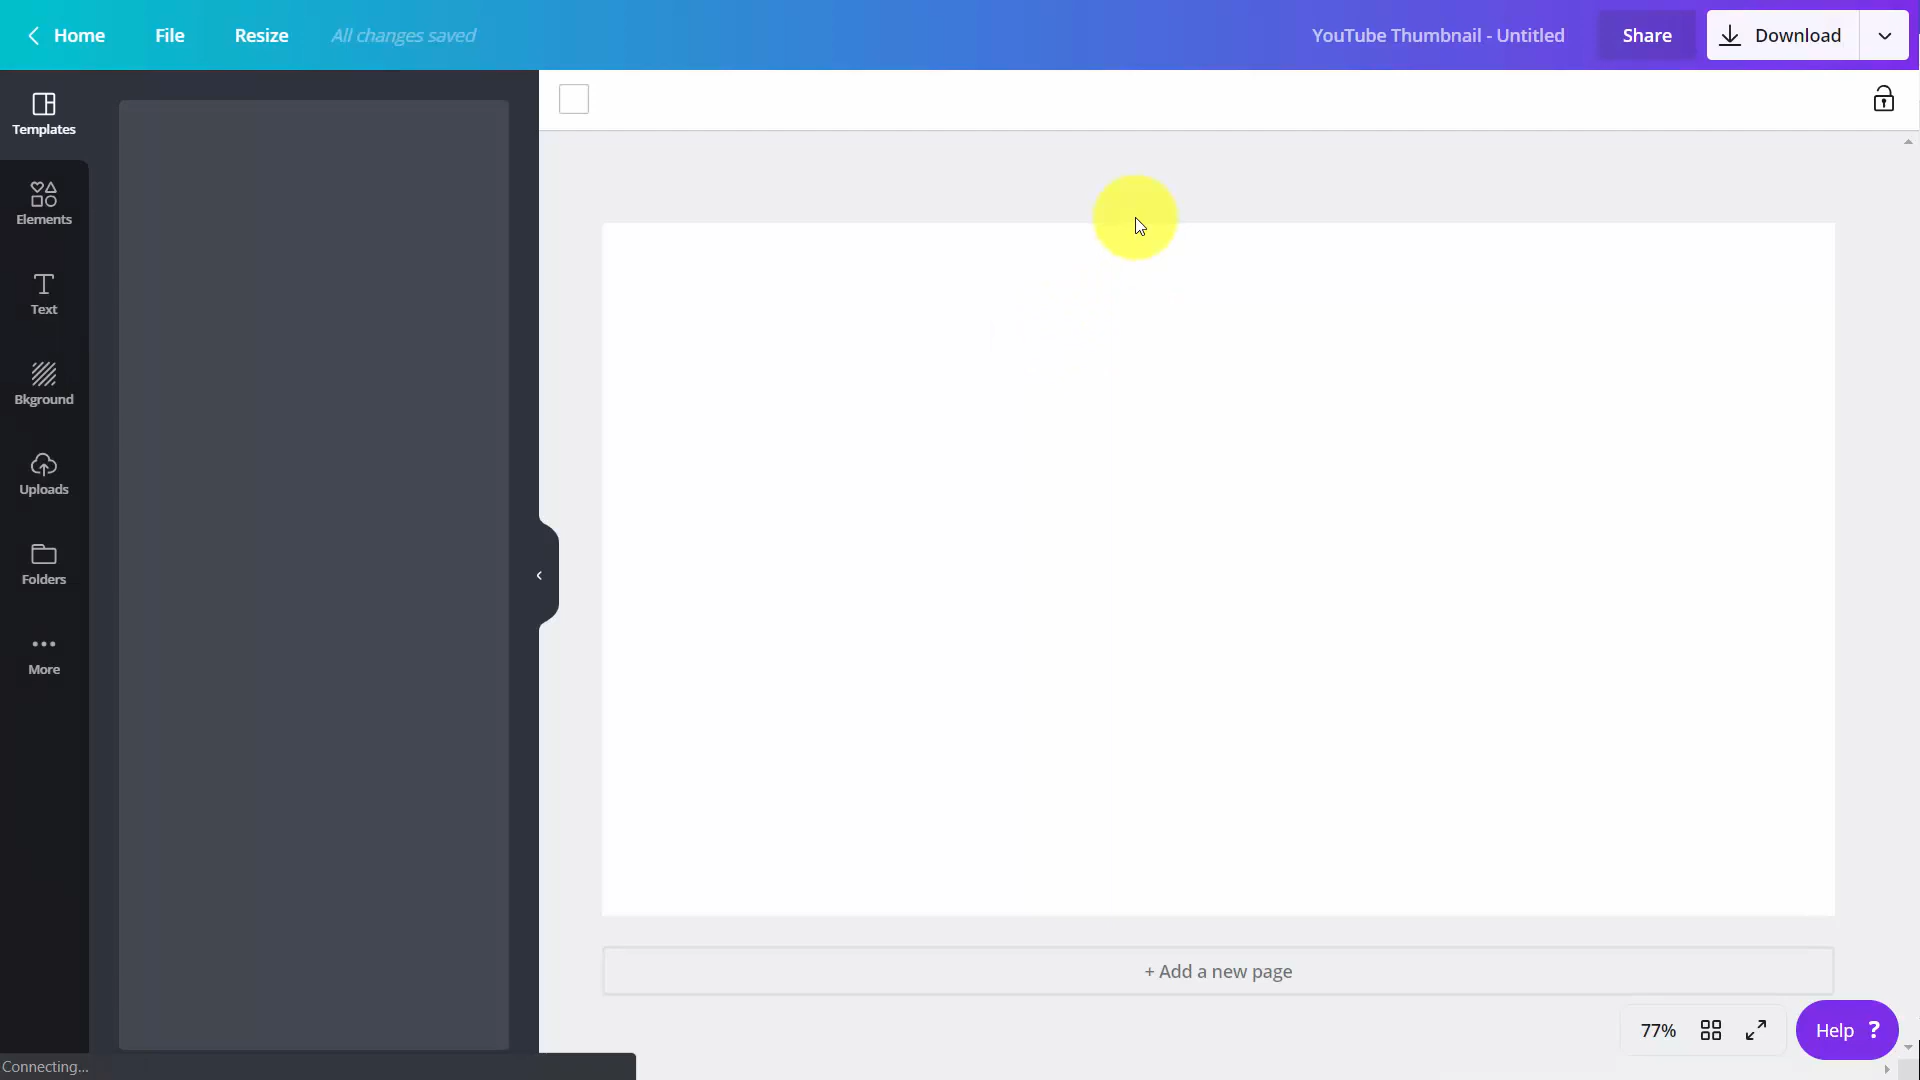 Home
File
Resize
All changes saved
YouTube Thumbnail - Untitled
Share
Download
Templates
Elements
Text
Bkground
Uploads
Folders
More
+ Add a new page
77%
Help ?
Connecting...